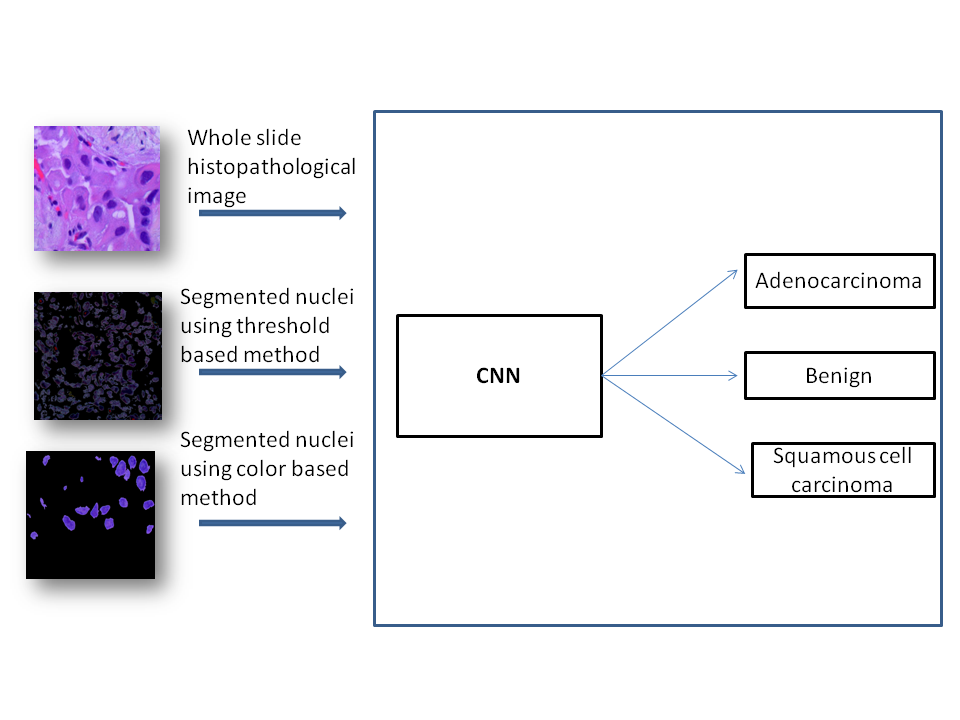 Whole slide
histopathological
image
Segmented nuclei
using threshold
based method
Segmented nuclei
using color based
method
CNN
Adenocarcinoma
Benign
Squamous cell
carcinoma